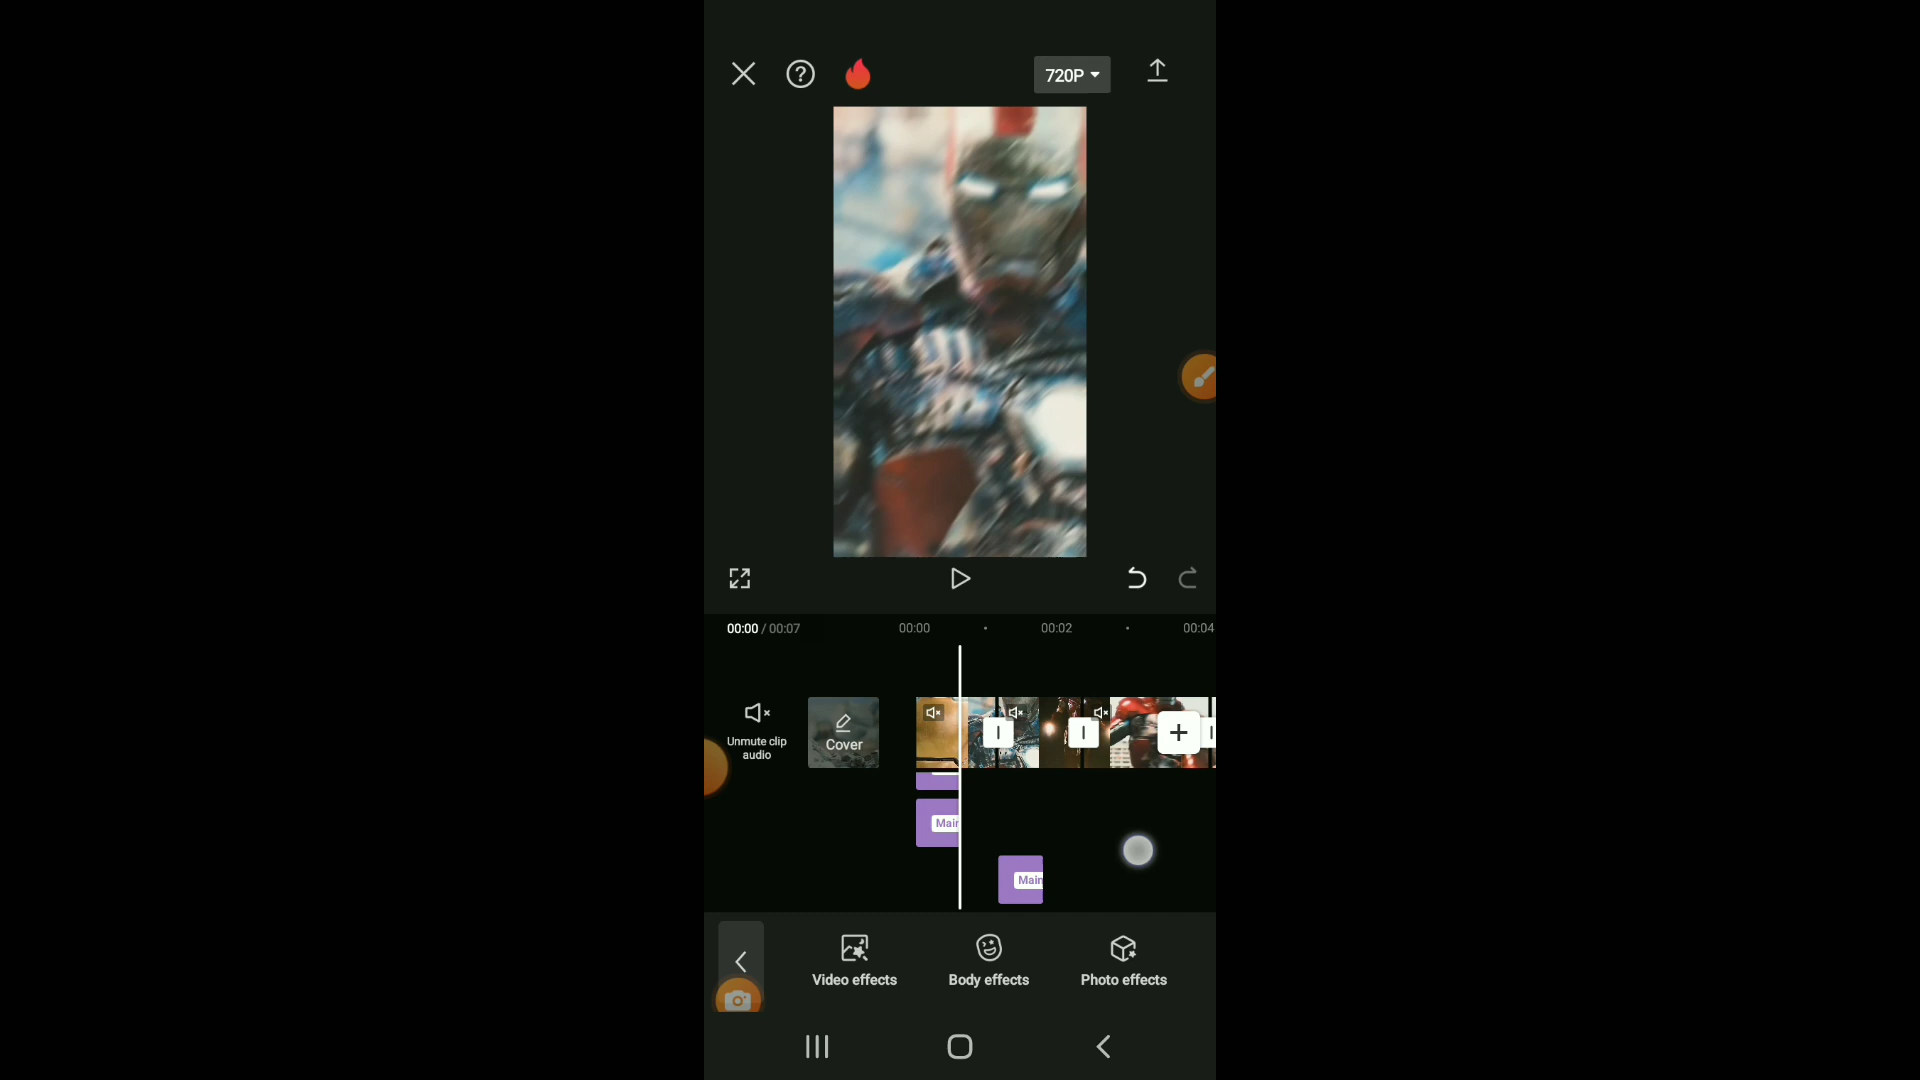 720P
00:00 / 00:07
00:00
00:02
00:04
Unmute clip
audio
Cover
Main
Video effects
Body effects
Photo effects